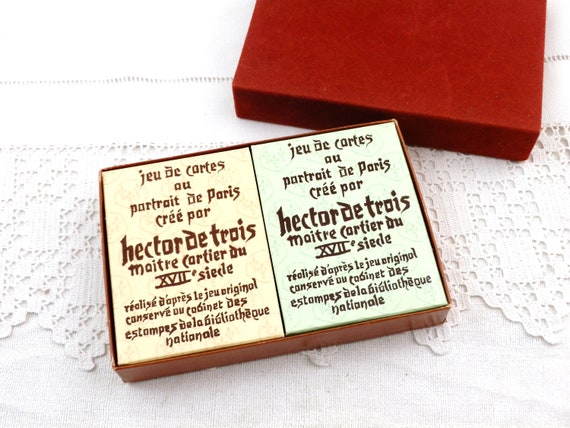 jeu de cartes
au
portrait de Paris
créé par
hector de trois
maitre cartier du
XVIIe siècle
réalisé d'après le jeu original
conservé au cabinet des
estampes de la bibliothèque
nationale
jeu de cartes
au
portrait de Paris
créé par
hector de trois
maitre cartier du
XVIIe siècle
réalisé d'après le jeu original
conservé au cabinet des
estampes de la bibliothèque
nationale